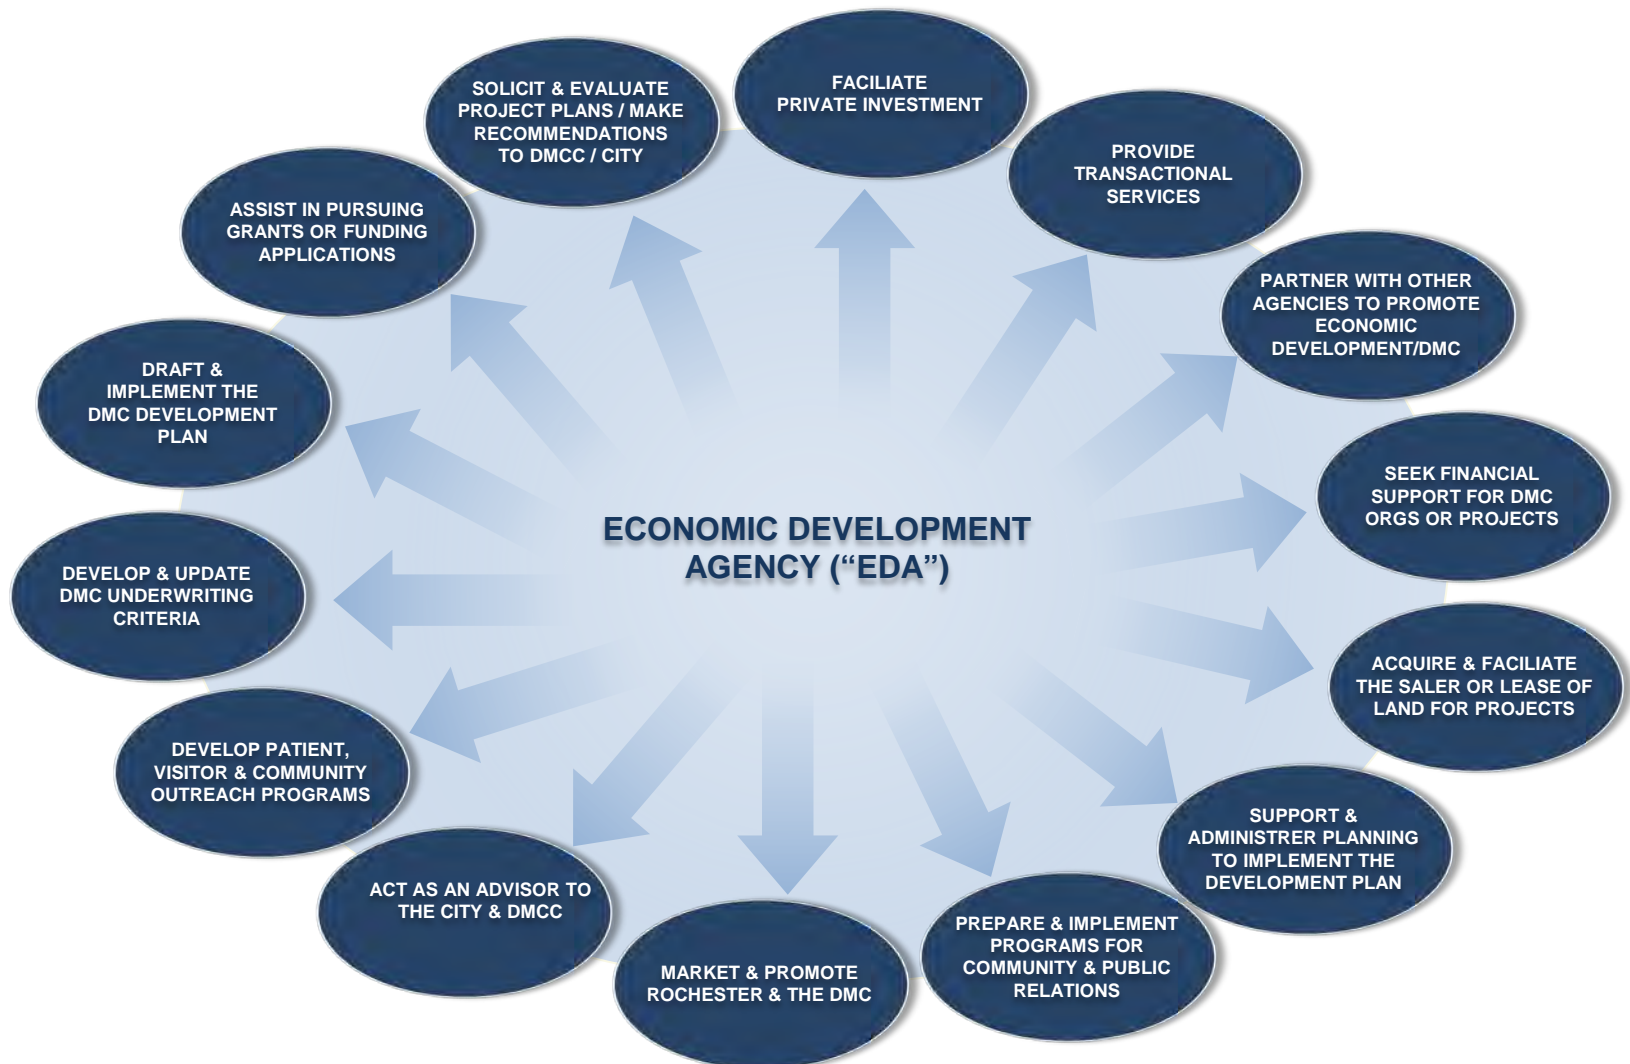 FACILIATE
PRIVATE INVESTMENT
SOLICIT & EVALUATE
PROJECT PLANS / MAKE
RECOMMENDATIONS
TO DMCC / CITY
PROVIDE
TRANSACTIONAL
SERVICES
ASSIST IN PURSUING
GRANTS OR FUNDING
APPLICATIONS
PARTNER WITH OTHER
AGENCIES TO PROMOTE
ECONOMIC
DEVELOPMENT/DMC
DRAFT &
IMPLEMENT THE
DMC DEVELOPMENT
PLAN
SEEK FINANCIAL
SUPPORT FOR DMC
ORGS OR PROJECTS
ECONOMIC DEVELOPMENT
AGENCY (“EDA”)
DEVELOP & UPDATE
DMC UNDERWRITING
CRITERIA
ACQUIRE & FACILIATE
THE SALER OR LEASE OF
LAND FOR PROJECTS
DEVELOP PATIENT,
VISITOR & COMMUNITY
OUTREACH PROGRAMS
SUPPORT &
ADMINISTRER PLANNING
TO IMPLEMENT THE
DEVELOPMENT PLAN
ACT AS AN ADVISOR TO
THE CITY & DMCC
PREPARE & IMPLEMENT
PROGRAMS FOR
COMMUNITY & PUBLIC
RELATIONS
MARKET & PROMOTE
ROCHESTER & THE DMC